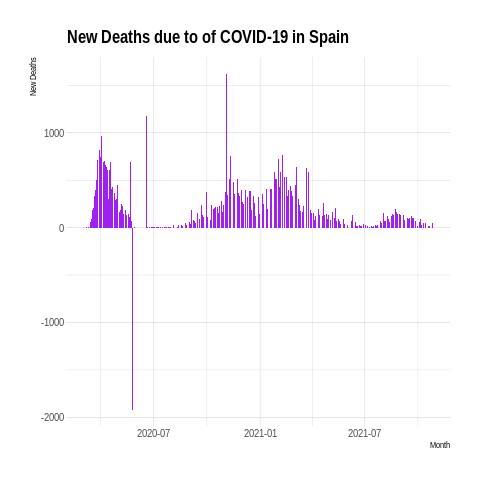 New Deaths due to of COVID-19 in Spain
New Deaths
1000
0
-1000
-2000
2020-07
2021-01
2021-07
Month